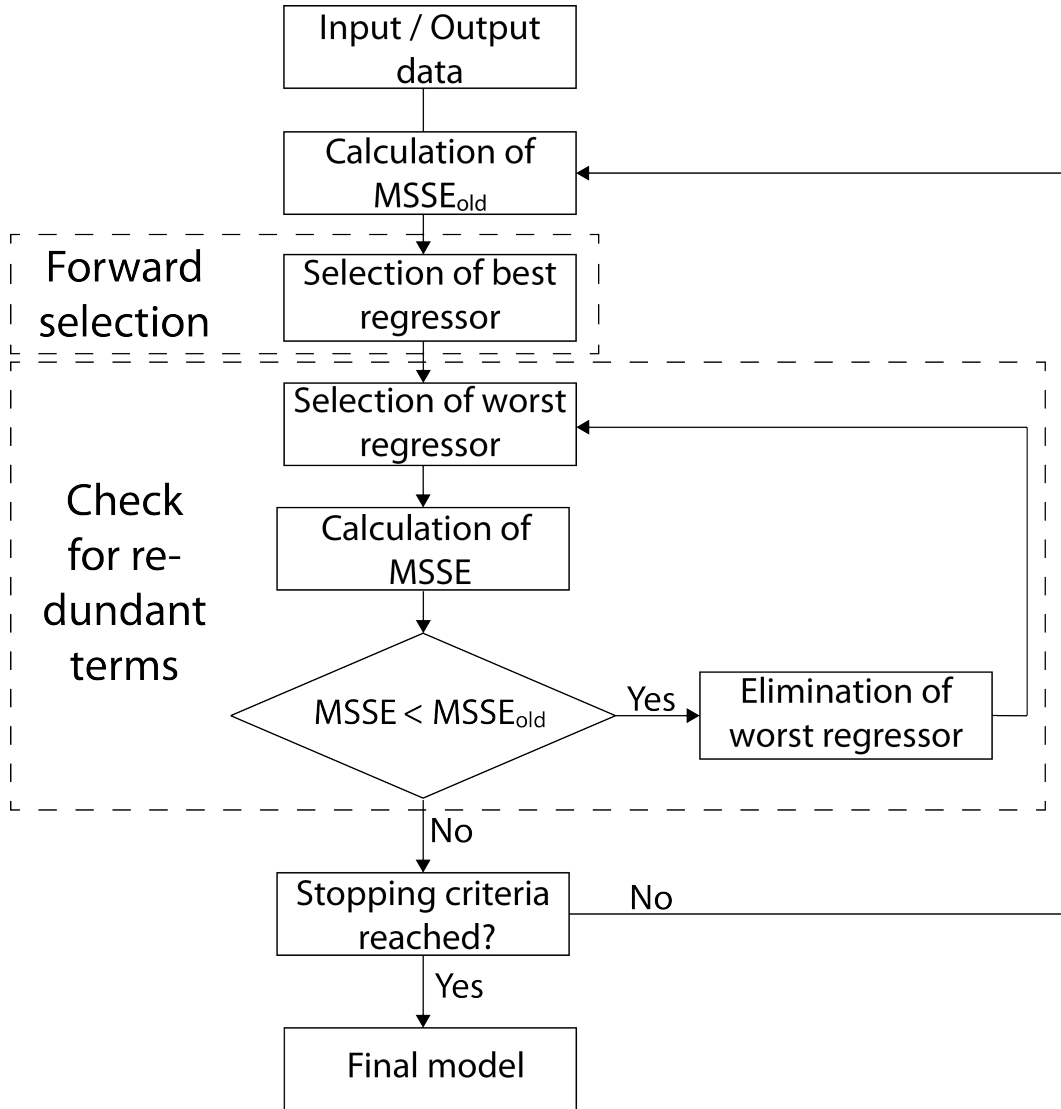 Input / Output
data
Calculation of
MSSEold
Forward
selection
Selection of best
regressor
Selection of worst
regressor
Check
for re-
dundant
terms
Calculation of
MSSE
MSSE < MSSEold
Yes
Elimination of
worst regressor
No
Stopping criteria
reached?
No
Yes
Final model